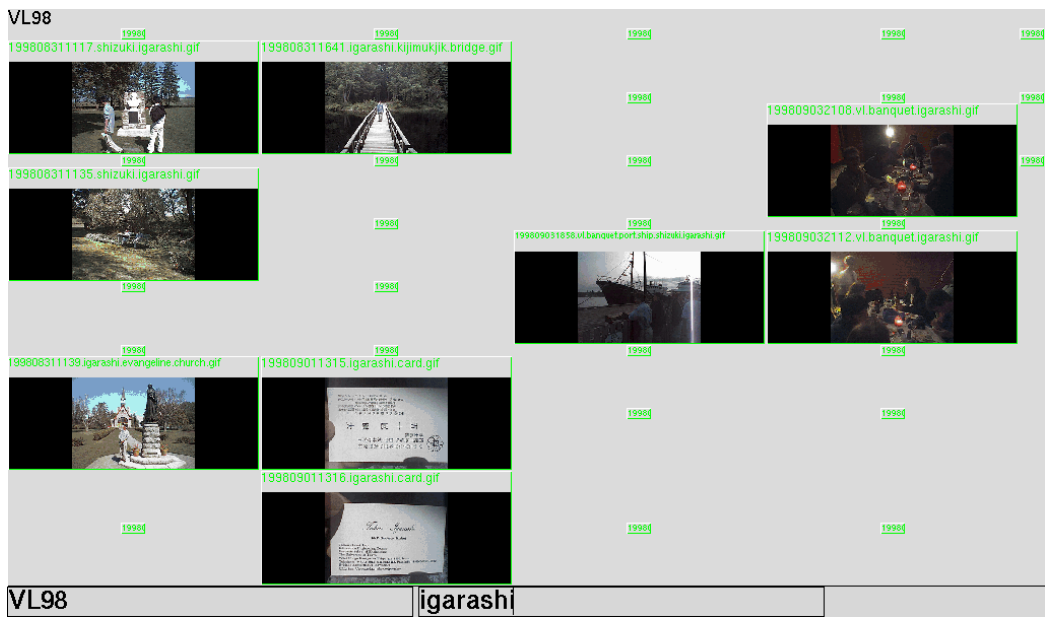 VL98
1998( 1998( 1998( 1998( 1998(
199808311117.shizuki.igarashi.gif 199808311641.igarashi.kijimukjik.bridge.gif
1998( 1998( 1998(
199809032108.vl.banquet.igarashi.gif
1998( 1998( 1998( 1998(
199808311135.shizuki.igarashi.gif
1998( 1998( 1998(
199809031858.vl.banquet.port.ship.shizuki.igarashi.gif 199809032112.vl.banquet.igarashi.gif
1998( 1998(
1998( 1998( 1998( 1998(
199808311139.igarashi.evangeline.church.gif 199809011315.igarashi.card.gif
1998( 1998(
199809011316.igarashi.card.gif
1998( 1998( 1998(
VL98 igarashi